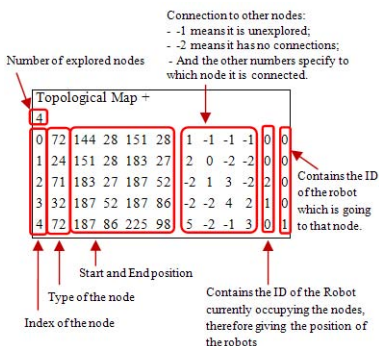 Connection to other nodes:
- -1 means it is unexplored;
- -2 means it has no connections;
- And the other numbers specify to
which node it is connected.
Number of explored nodes
Topological Map +
4
0 72 144 28 151 28 1 -1 -1 -1 0 0
1 24 151 28 183 27 2 0 -2 -2 0 0
2 71 183 27 187 52 -2 1 3 -2 2 0
3 32 187 52 187 86 -2 -2 4 2 1 0
4 72 187 86 225 98 5 -2 -1 3 0 1
Contains the ID
of the robot
which is going
to that node.
Start and End position
Type of the node
Index of the node
Contains the ID of the Robot
currently occupying the nodes,
therefore giving the position of
the robots